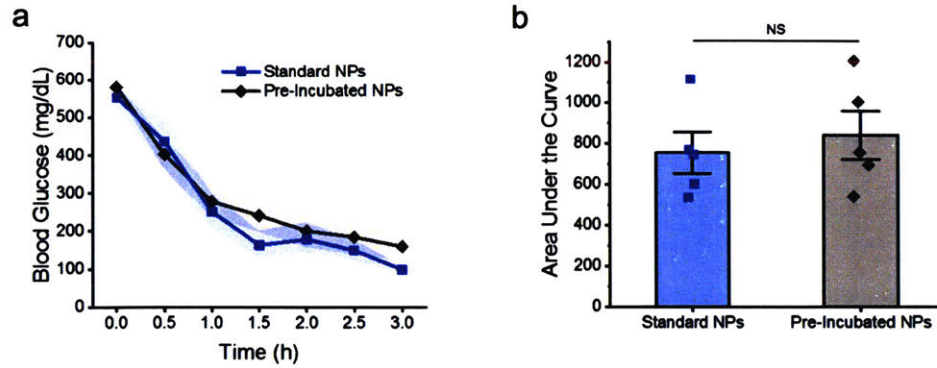 a
700
600
500
400
300
200
100
0
Blood Glucose (mg/dL)
Standard NPs
Pre-Incubated NPs
0.0 0.5 1.0 1.5 2.0 2.5 3.0
Time (h)
b
NS
1200
1000
800
600
400
200
0
Area Under the Curve
Standard NPs Pre-Incubated NPs